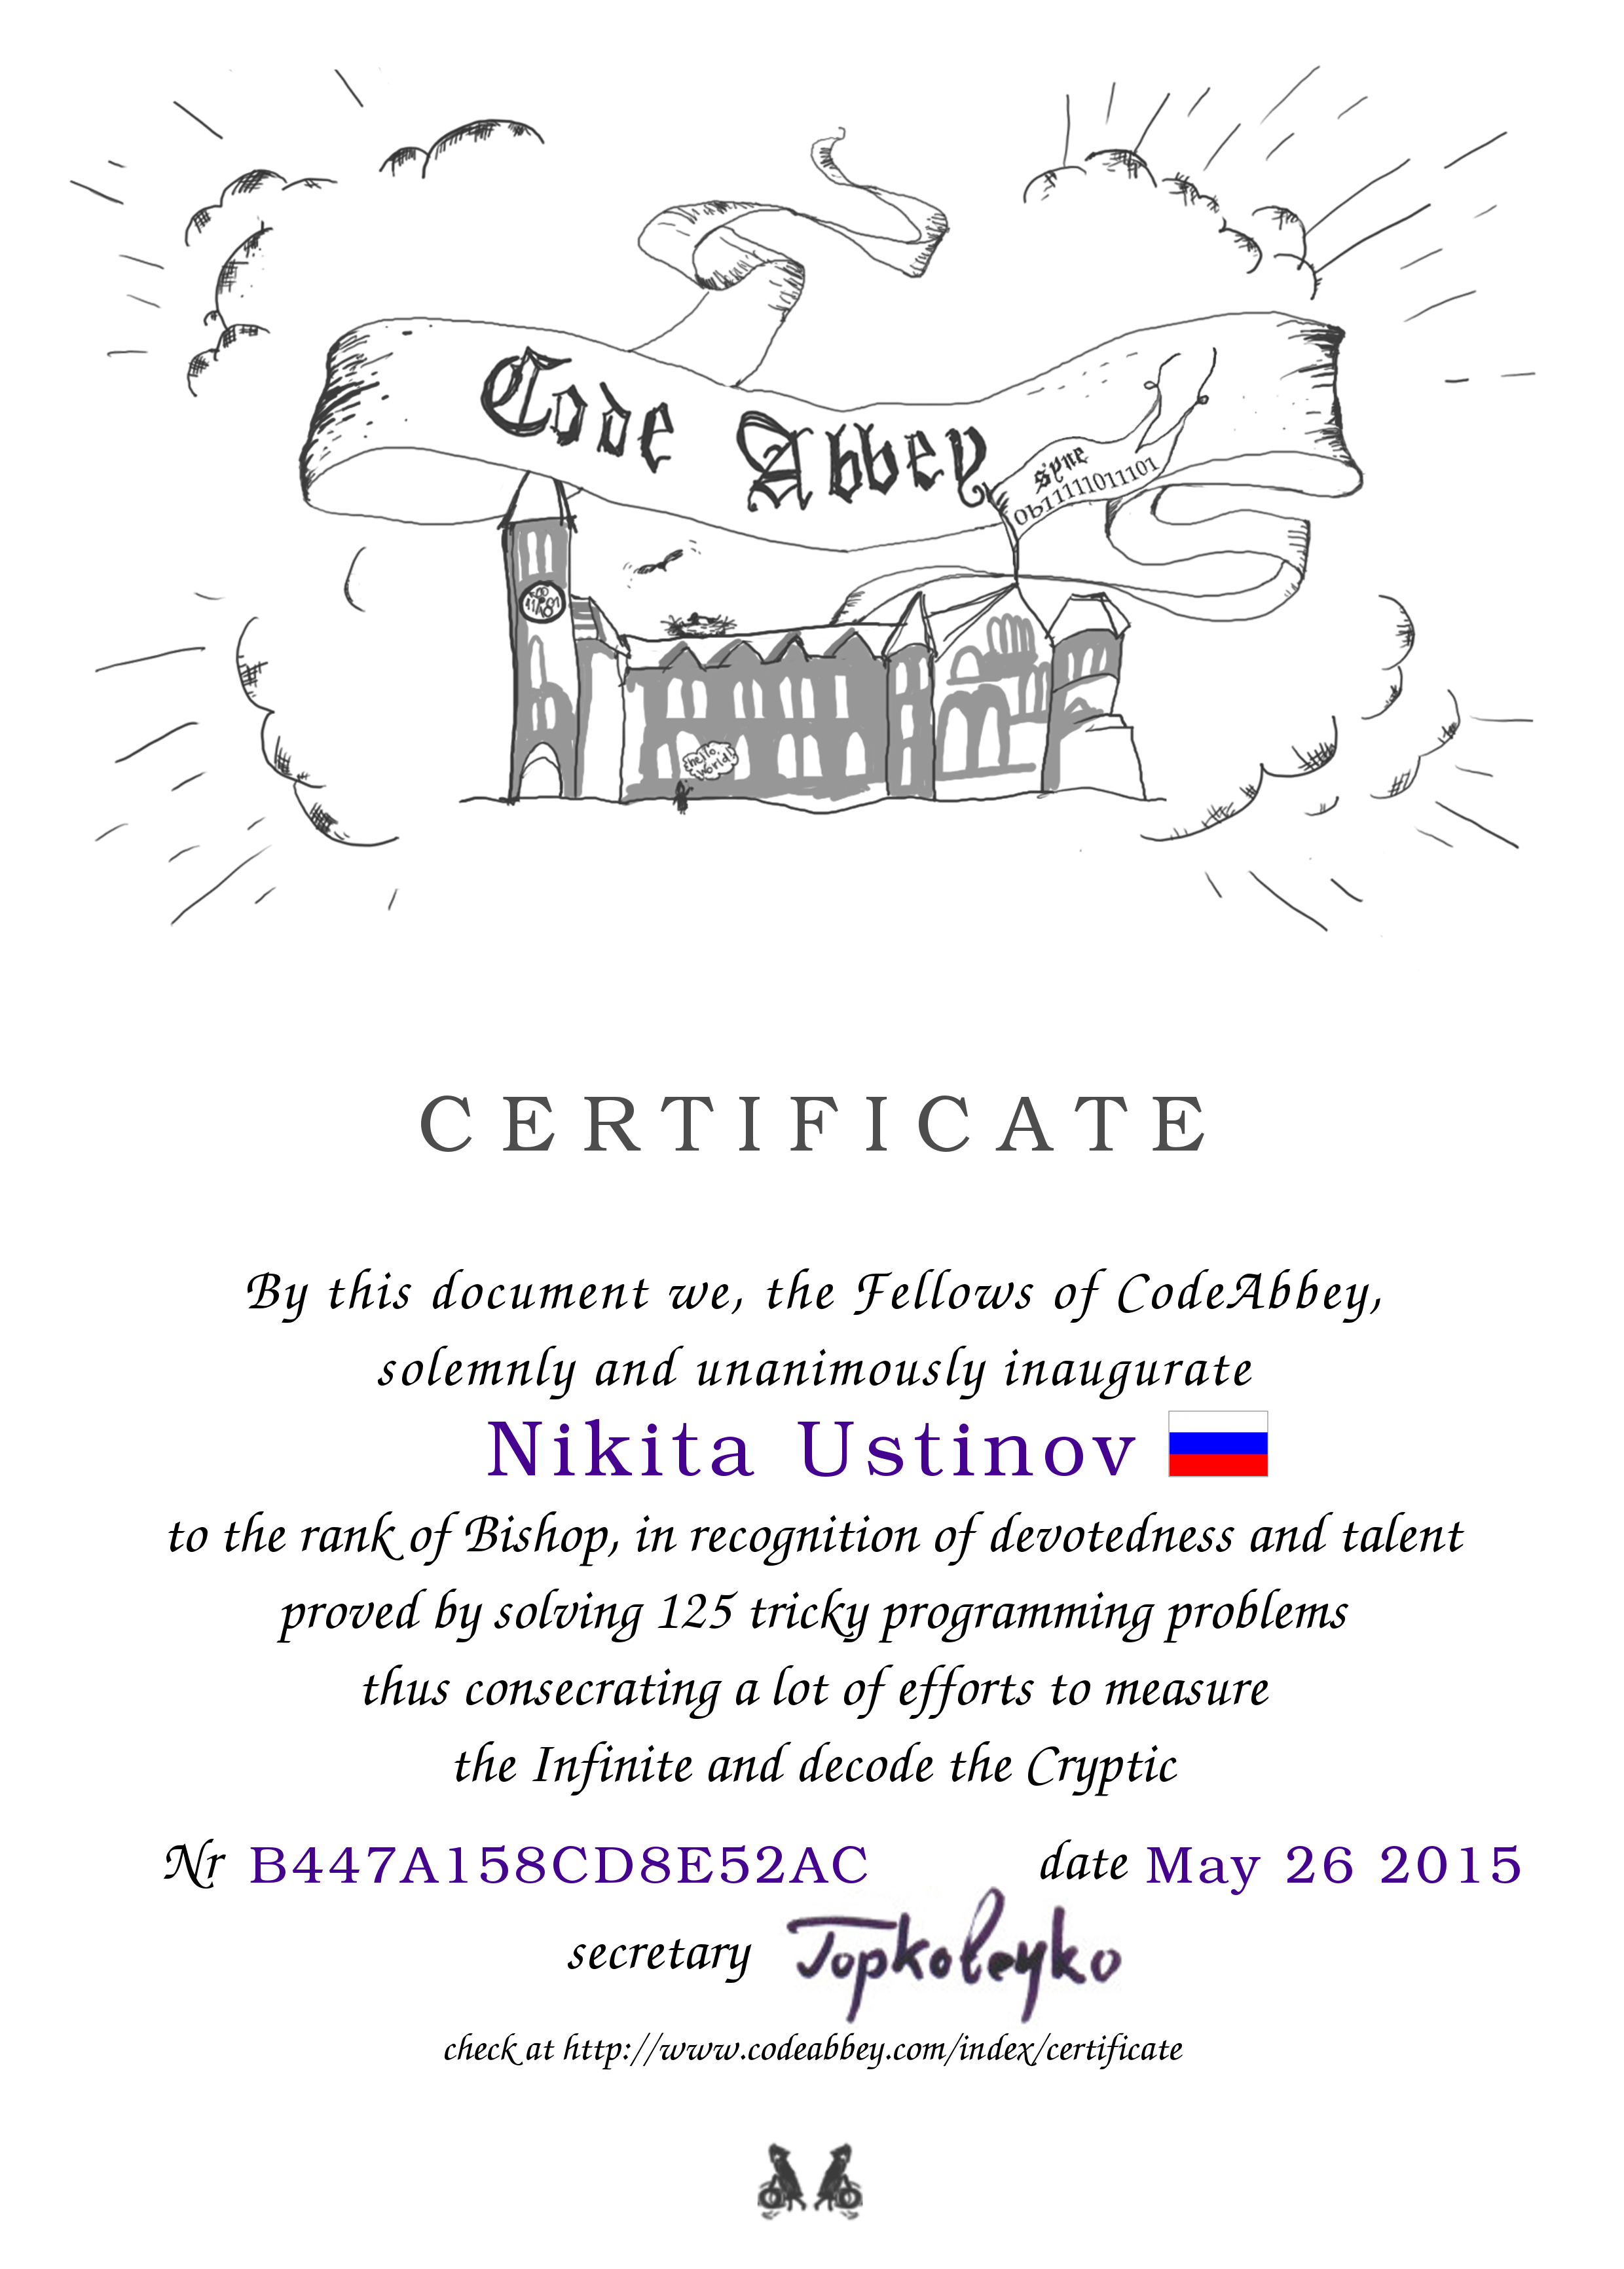 Code Abbey
syne
0b11111011101
hello, world!
CERTIFICATE
By this document we, the Fellows of CodeAbbey,
solemnly and unanimously inaugurate
Nikita Ustinov
to the rank of Bishop, in recognition of devotedness and talent
proved by solving 125 tricky programming problems
thus consecrating a lot of efforts to measure
the Infinite and decode the Cryptic
Nr B447A158CD8E52AC date May 26 2015
secretary Topkoleyko
check at http://www.codeabbey.com/index/certificate